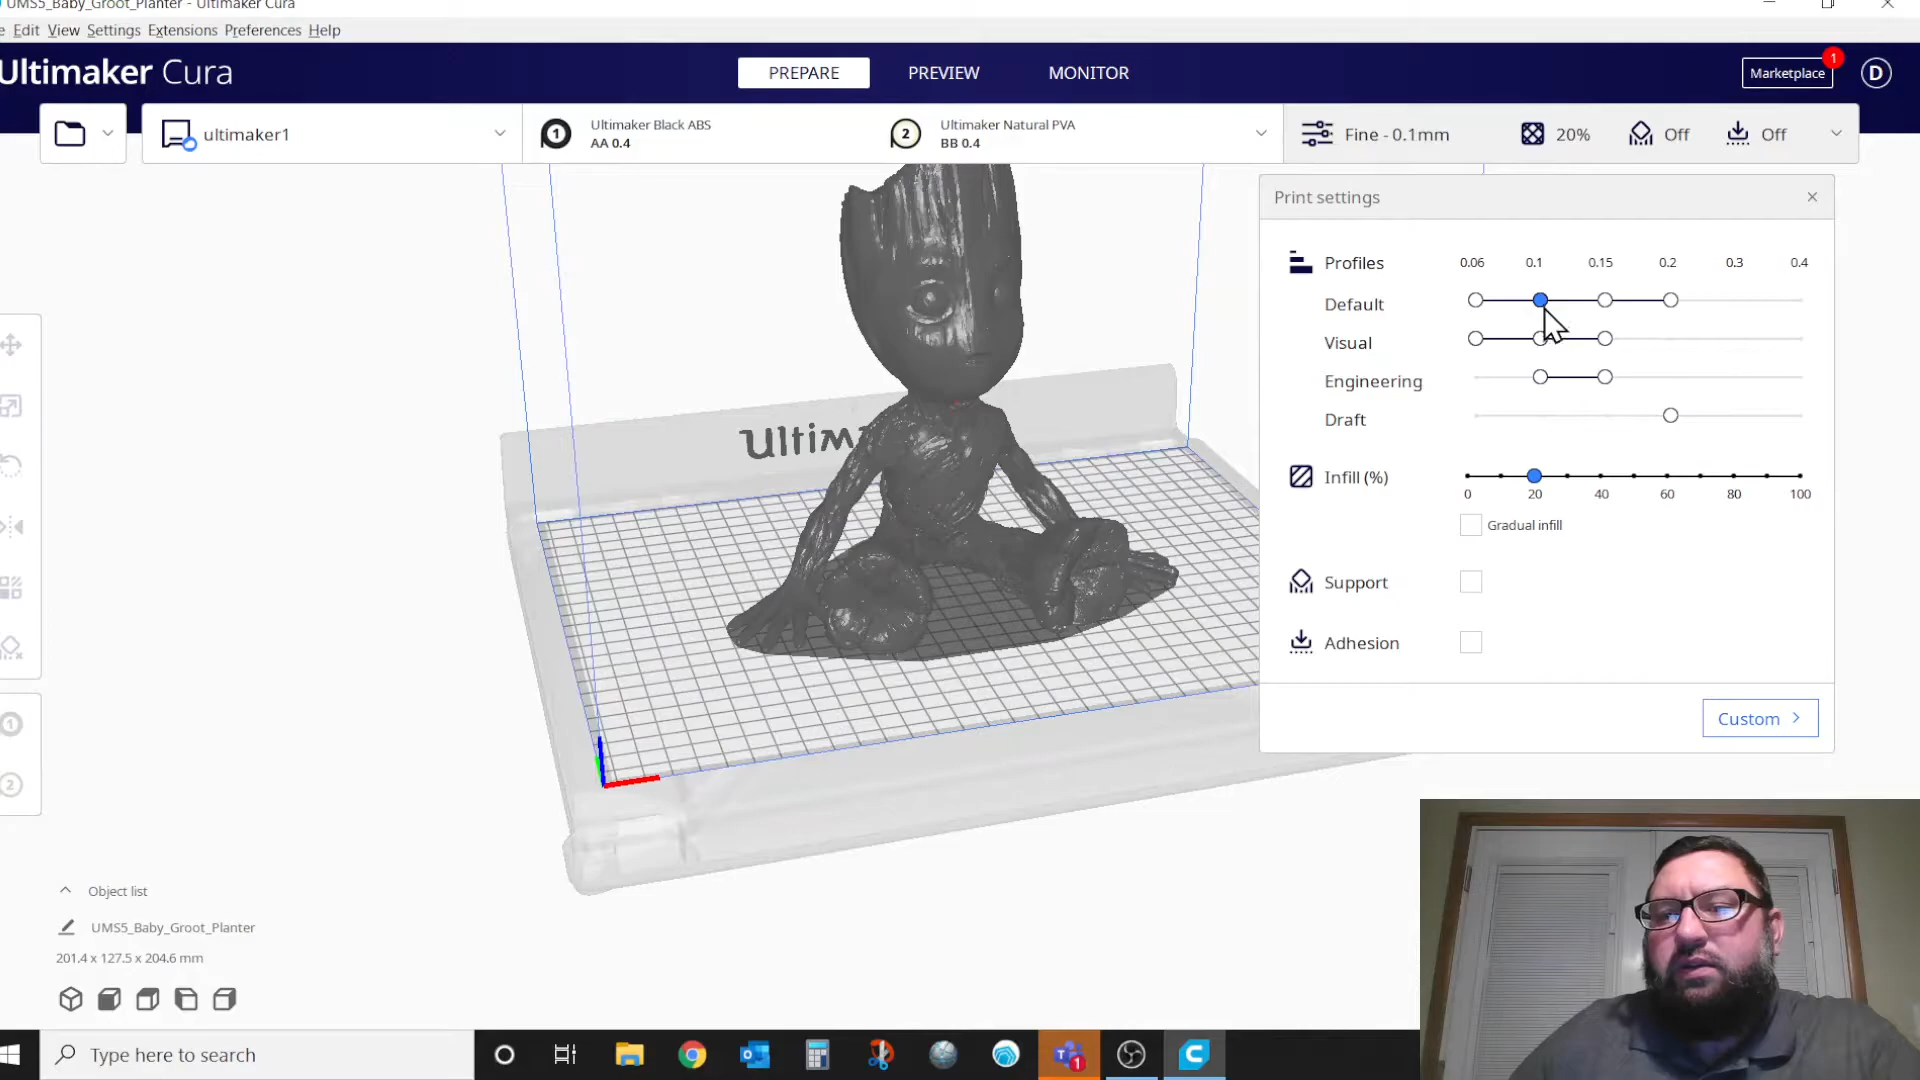 UMS5_Baby_Groot_Planter - Ultimaker Cura
Edit View Settings Extensions Preferences Help
Ultimaker Cura
PREPARE PREVIEW MONITOR
Marketplace 1 D
ultimaker1
1 Ultimaker Black ABS
AA 0.4
2 Ultimaker Natural PVA
BB 0.4
Fine - 0.1mm 20% Off Off
Print settings
Profiles 0.06 0.1 0.15 0.2 0.3 0.4
Default
Visual
Engineering
Draft
Infill (%)
0 20 40 60 80 100
Gradual infill
Support
Adhesion
Custom
Ultim
1
2
Object list
UMS5_Baby_Groot_Planter
201.4 x 127.5 x 204.6 mm
Type here to search
1